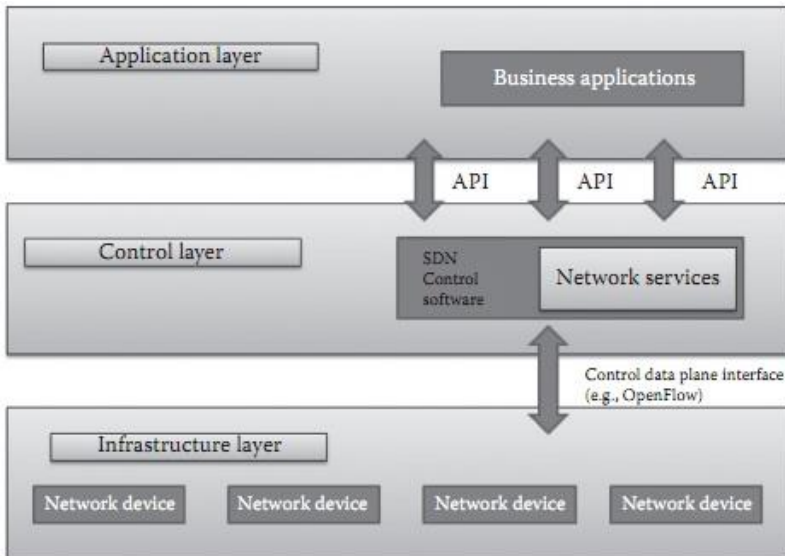 Application layer
Business applications
API API API
Control layer
SDN
Control
software
Network services
Control data plane interface
(e.g., OpenFlow)
Infrastructure layer
Network device Network device Network device Network device